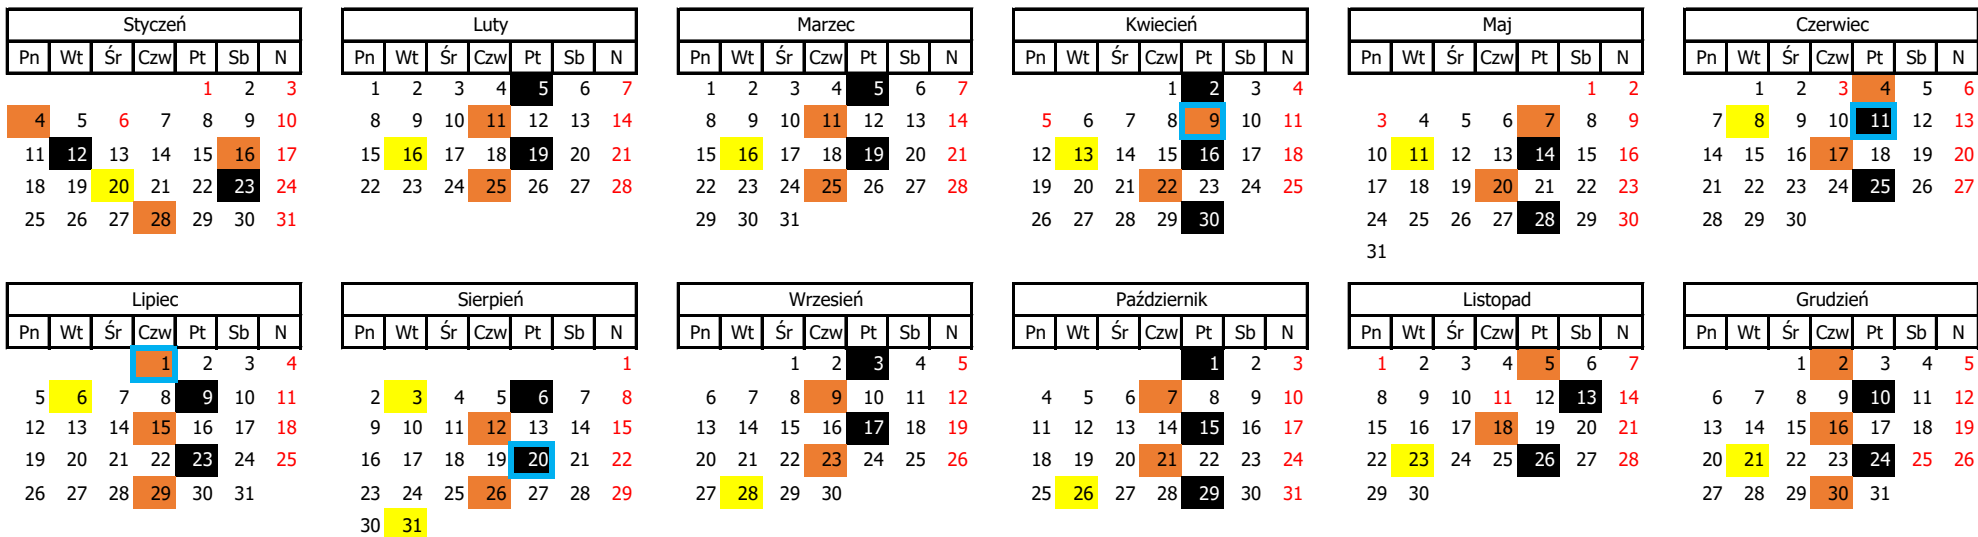 Styczeń Luty Marzec Kwiecień Maj Czerwiec
Pn Wt Śr Czw Pt Sb N Pn Wt Śr Czw Pt Sb N Pn Wt Śr Czw Pt Sb N Pn Wt Śr Czw Pt Sb N Pn Wt Śr Czw Pt Sb N Pn Wt Śr Czw Pt Sb N
1 2 3 1 2 3 4 5 6 7 1 2 3 4 5 6 7 1 2 3 4 1 2 1 2 3 4 5 6
4 5 6 7 8 9 10 8 9 10 11 12 13 14 8 9 10 11 12 13 14 5 6 7 8 9 10 11 3 4 5 6 7 8 9 7 8 9 10 11 12 13
11 12 13 14 15 16 17 15 16 17 18 19 20 21 15 16 17 18 19 20 21 12 13 14 15 16 17 18 10 11 12 13 14 15 16 14 15 16 17 18 19 20
18 19 20 21 22 23 24 22 23 24 25 26 27 28 22 23 24 25 26 27 28 19 20 21 22 23 24 25 17 18 19 20 21 22 23 21 22 23 24 25 26 27
25 26 27 28 29 30 31 29 30 31 26 27 28 29 30 24 25 26 27 28 29 30 28 29 30
31
Lipiec Sierpień Wrzesień Październik Listopad Grudzień
Pn Wt Śr Czw Pt Sb N Pn Wt Śr Czw Pt Sb N Pn Wt Śr Czw Pt Sb N Pn Wt Śr Czw Pt Sb N Pn Wt Śr Czw Pt Sb N Pn Wt Śr Czw Pt Sb N
1 2 3 4 1 1 2 3 4 5 1 2 3 1 2 3 4 5 6 7 1 2 3 4 5
5 6 7 8 9 10 11 2 3 4 5 6 7 8 6 7 8 9 10 11 12 4 5 6 7 8 9 10 8 9 10 11 12 13 14 6 7 8 9 10 11 12
12 13 14 15 16 17 18 9 10 11 12 13 14 15 13 14 15 16 17 18 19 11 12 13 14 15 16 17 15 16 17 18 19 20 21 13 14 15 16 17 18 19
19 20 21 22 23 24 25 16 17 18 19 20 21 22 20 21 22 23 24 25 26 18 19 20 21 22 23 24 22 23 24 25 26 27 28 20 21 22 23 24 25 26
26 27 28 29 30 31 23 24 25 26 27 28 29 27 28 29 30 25 26 27 28 29 30 31 29 30 27 28 29 30 31
30 31